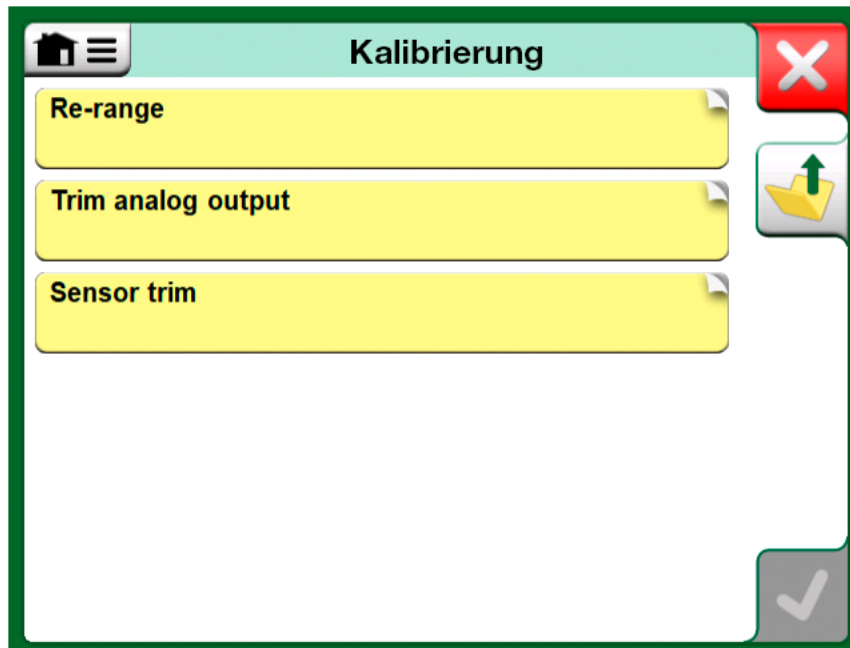 Kalibrierung
Re-range
Trim analog output
Sensor trim